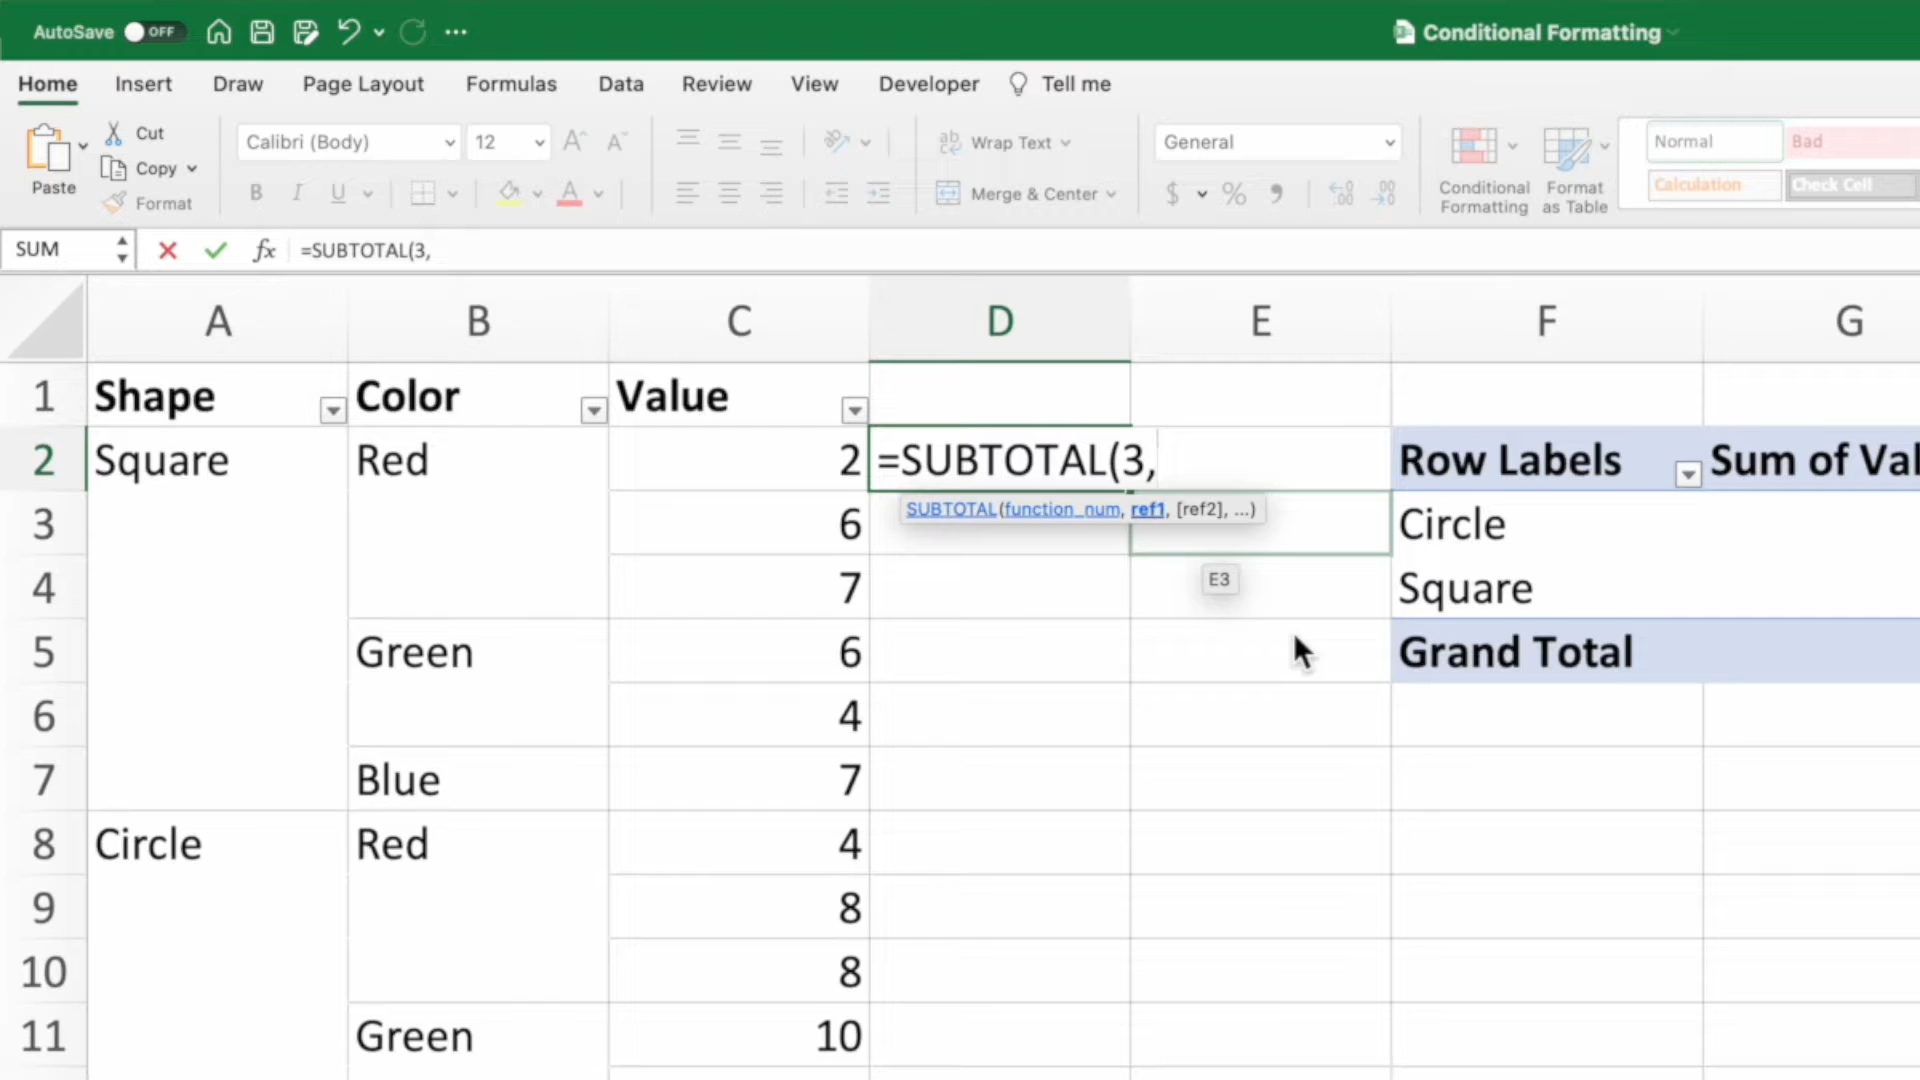 AutoSave OFF ... Conditional Formatting
Home Insert Draw Page Layout Formulas Data Review View Developer Tell me
Paste Cut Copy Format
Calibri (Body) 12 A^ A˅
B I U A
ab Wrap Text
Merge & Center
General
$ % 9
Conditional Formatting
Format as Table
Normal Bad
Calculation Check Cell
SUM fx =SUBTOTAL(3,
A B C D E F G
1 Shape Color Value
2 Square Red 2 =SUBTOTAL(3, Row Labels Sum of Val
SUBTOTAL(function_num, ref1, [ref2], ...)
3 6 Circle
E3
4 7 Square
5 Green 6 Grand Total
6 4
7 Blue 7
8 Circle Red 4
9 8
10 8
11 Green 10